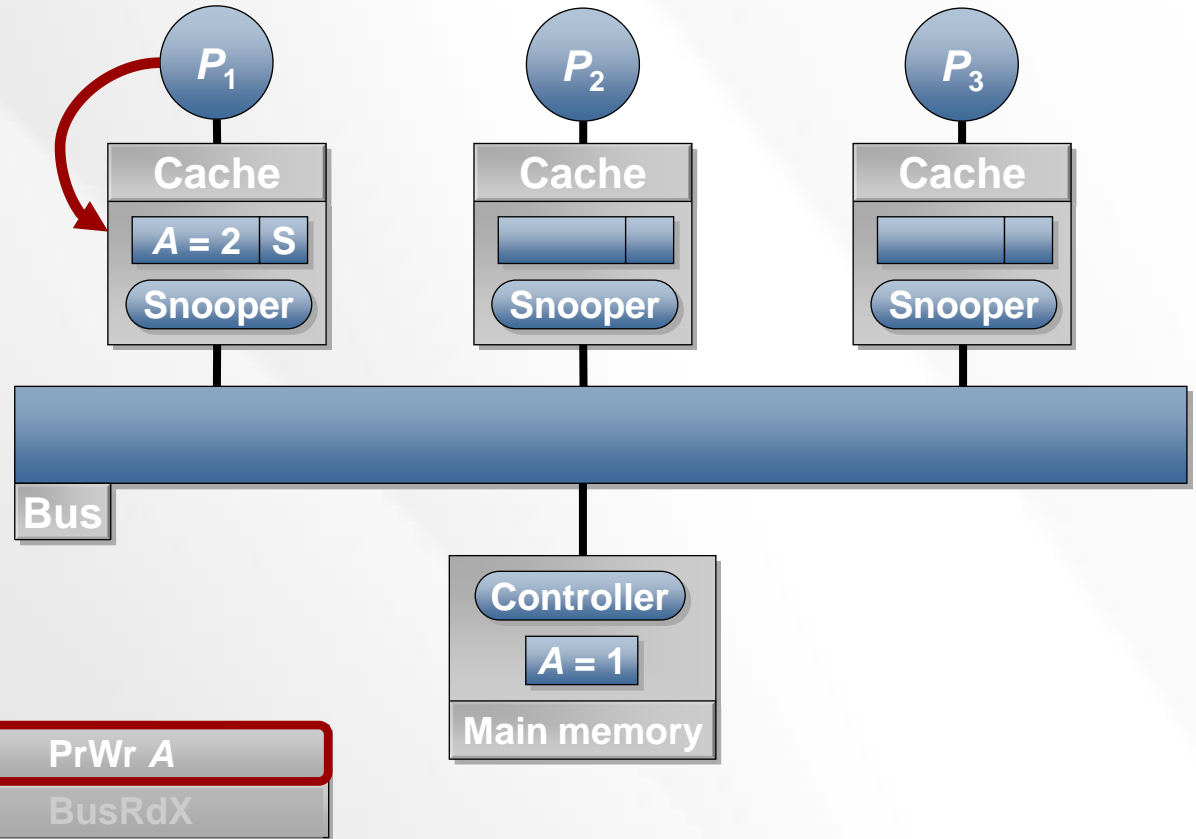 P1
P2
P3
Cache
Cache
Cache
A = 2 S
Snooper
Snooper
Snooper
Bus
Controller
A = 1
Main memory
PrWr A
BusRdX